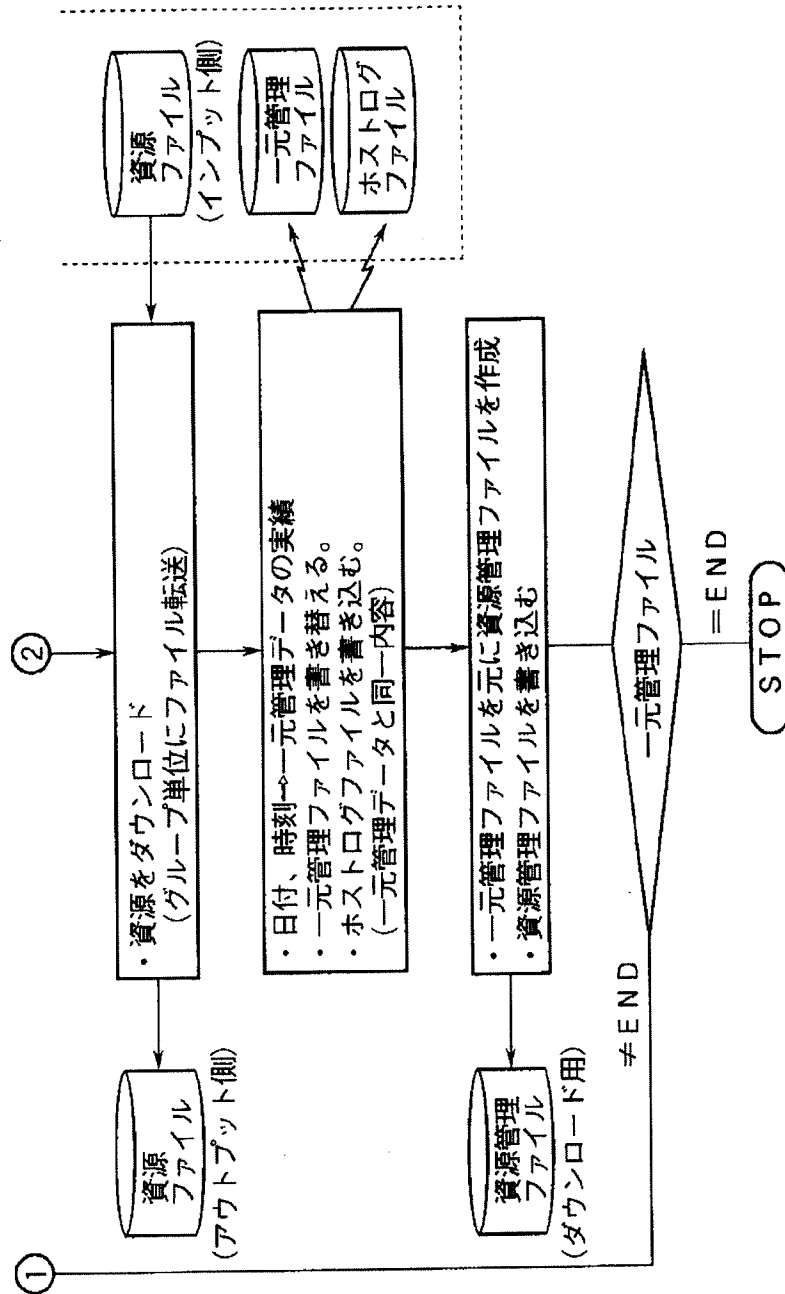 ①
②
・資源をダウンロード
(グループ単位にファイル転送)
資源
ファイル
(アウトプット側)
資源
ファイル
(インプット側)
・日付、時刻→一元管理データの実績
・一元管理ファイルを書き替える。
・ホストログファイルを書き込む。
(一元管理データと同一内容)
一元管理
ファイル
ホストログ
ファイル
・一元管理ファイルを元に資源管理ファイルを作成
・資源管理ファイルを書き込む
資源管理
ファイル
(ダウンロード用)
一元管理ファイル
≠END
=END
STOP